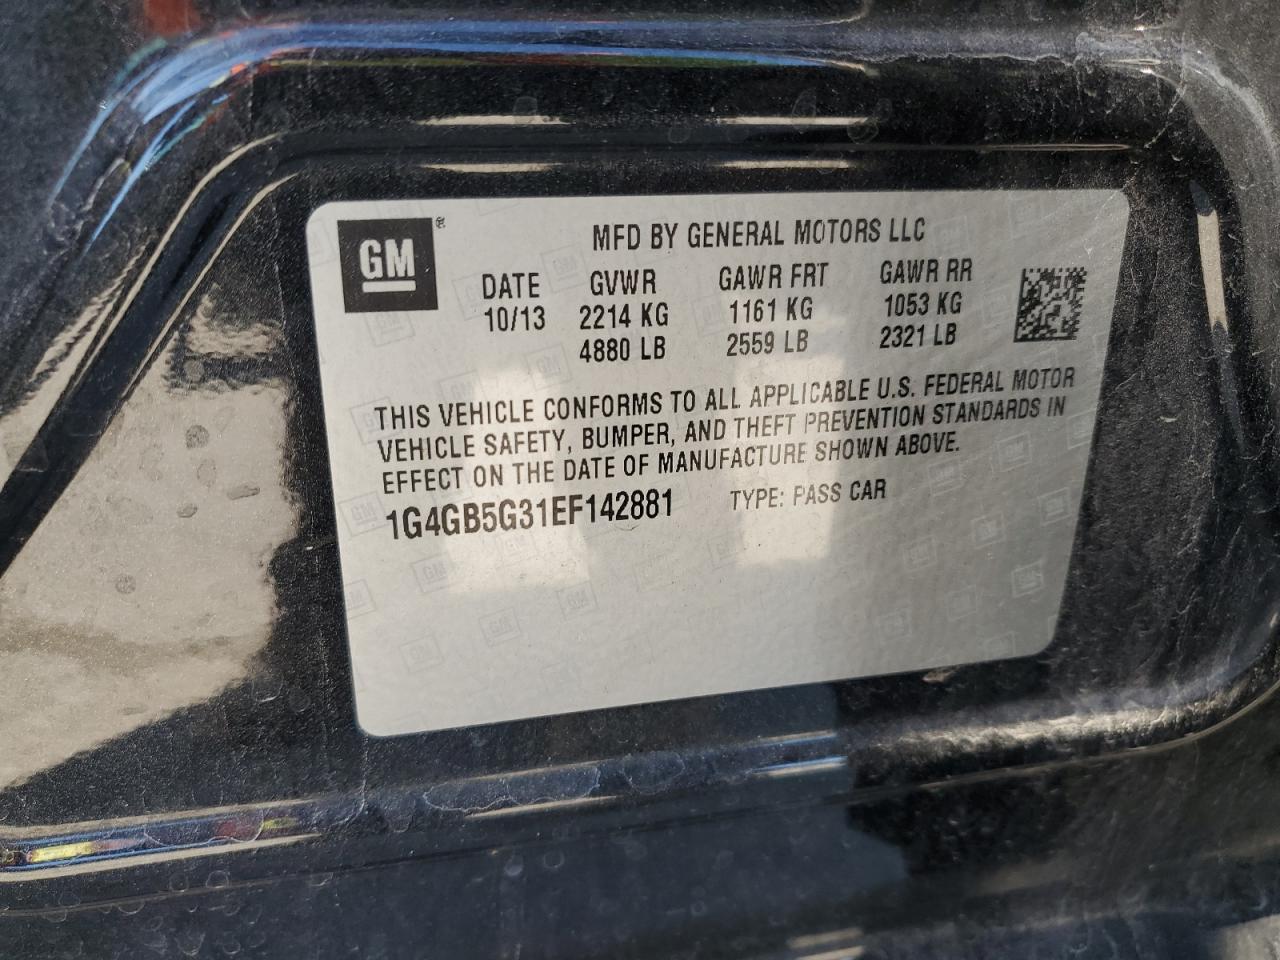 GM ®
MFD BY GENERAL MOTORS LLC
DATE GVWR GAWR FRT GAWR RR
10/13 2214 KG 1161 KG 1053 KG
4880 LB 2559 LB 2321 LB
THIS VEHICLE CONFORMS TO ALL APPLICABLE U.S. FEDERAL MOTOR
VEHICLE SAFETY, BUMPER, AND THEFT PREVENTION STANDARDS IN
EFFECT ON THE DATE OF MANUFACTURE SHOWN ABOVE.
1G4GB5G31EF142881 TYPE: PASS CAR